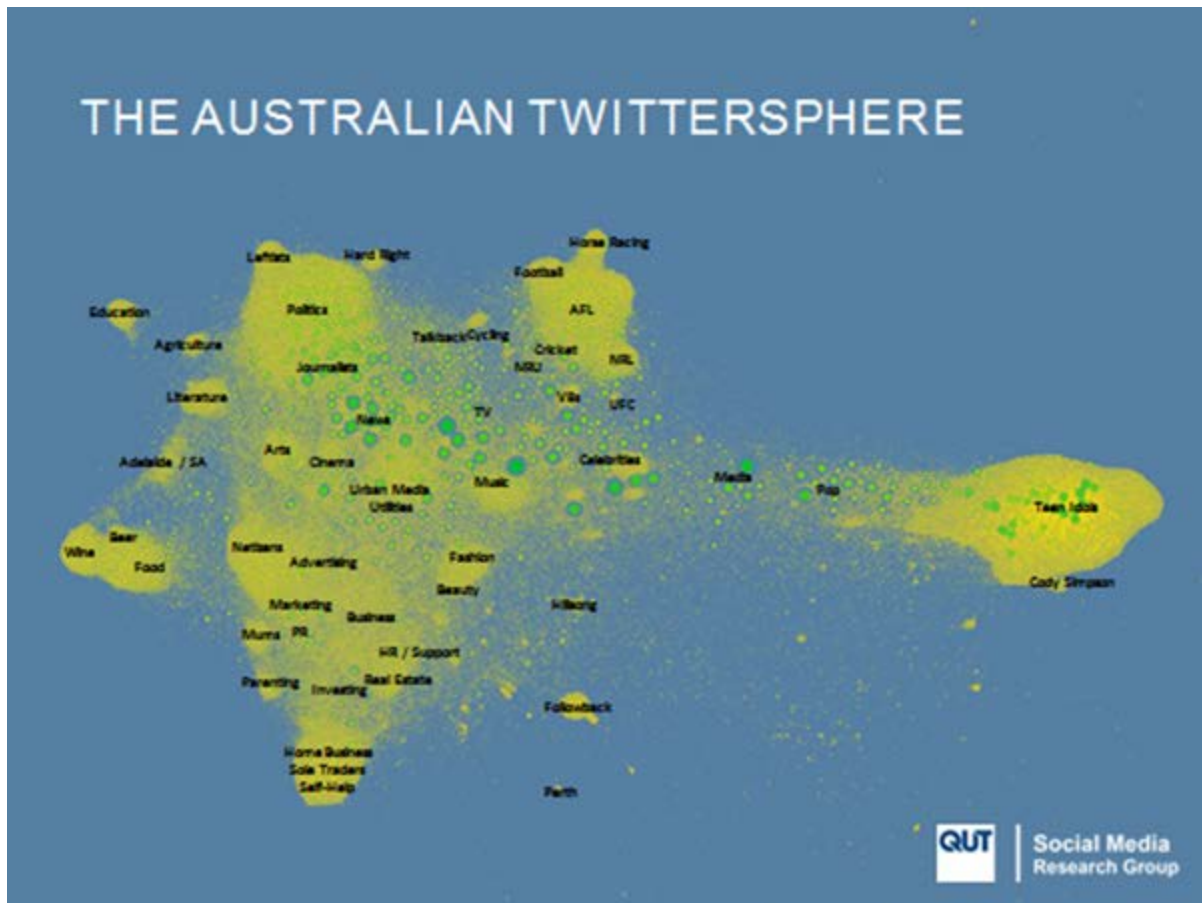 THE AUSTRALIAN TWITTERSPHERE
Horse Racing
Leftists
Hard Right
Football
Education
Politics
AFL
Agriculture
Talkback
Cycling
Cricket
NRU
NRL
Journalists
Literature
V8s
UFC
News
TV
Arts
Cinema
Adelaide / SA
Celebrities
Music
Media
Pop
Urban Media
Utilities
Teen Idols
Beer
Wine
Food
Netizens
Advertising
Fashion
Beauty
Cody Simpson
Marketing
Business
Hillsong
Mums
PR
HR / Support
Parenting
Investing
Real Estate
Followback
Home Business
Sole Traders
Self-Help
Perth
QUT
Social Media
Research Group